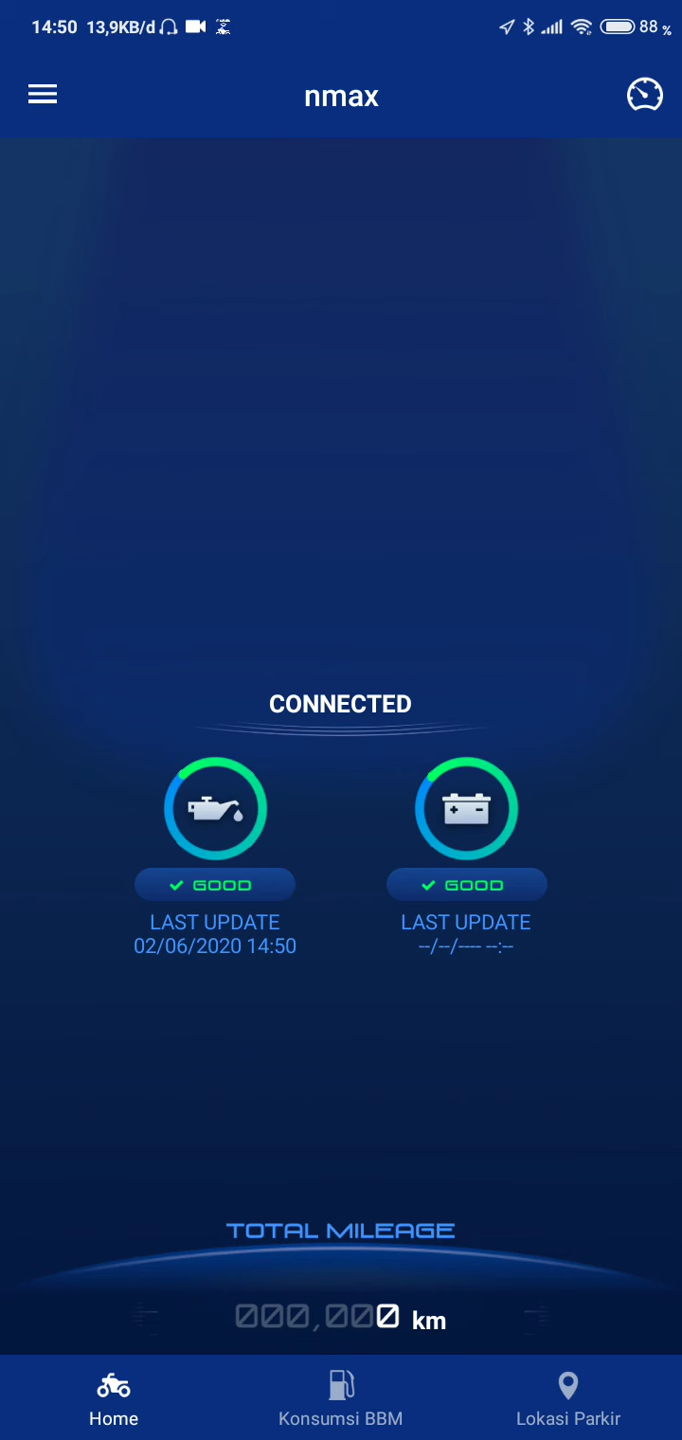 14:50 13,9KB/d 88 %
nmax
CONNECTED
GOOD GOOD
LAST UPDATE LAST UPDATE
02/06/2020 14:50 --/--/---- --:--
TOTAL MILEAGE
000,000 km
Home Konsumsi BBM Lokasi Parkir